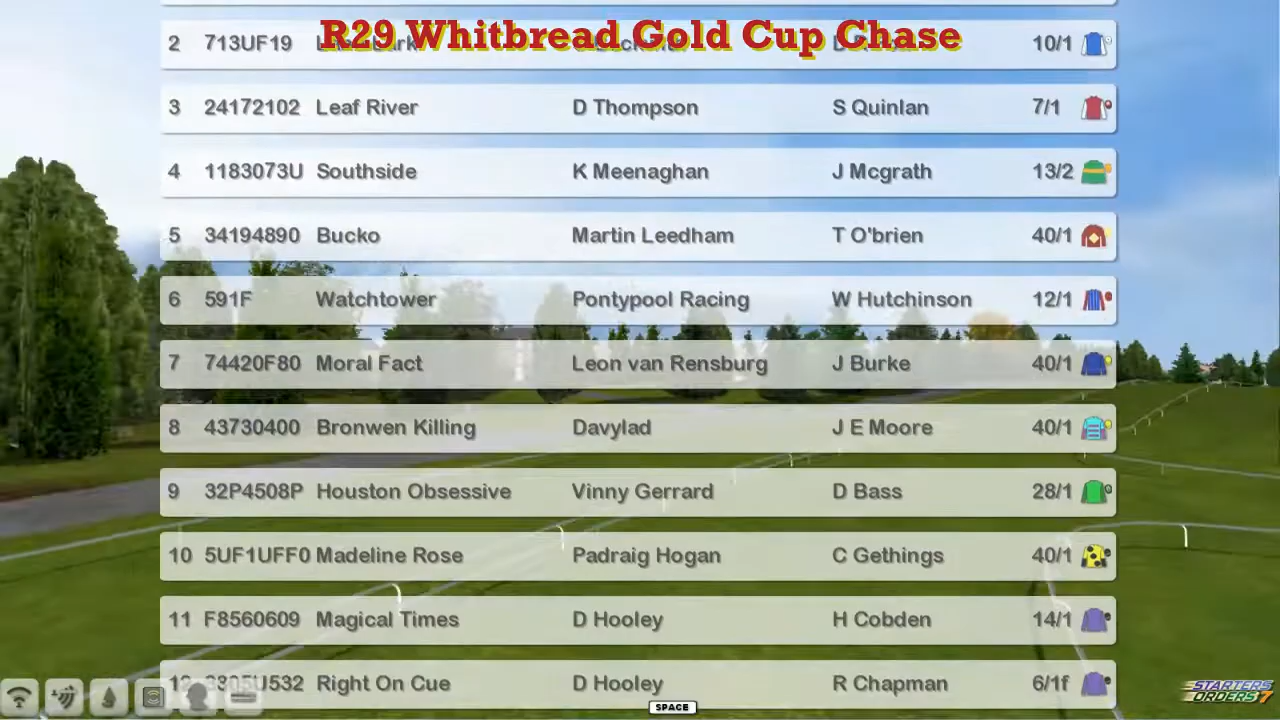 R29 Whitbread Gold Cup Chase
2 713UF19 10/1
3 24172102 Leaf River D Thompson S Quinlan 7/1
4 1183073U Southside K Meenaghan J Mcgrath 13/2
5 34194890 Bucko Martin Leedham T O'brien 40/1
6 591F Watchtower Pontypool Racing W Hutchinson 12/1
7 74420F80 Moral Fact Leon van Rensburg J Burke 40/1
8 43730400 Bronwen Killing Davylad J E Moore 40/1
9 32P4508P Houston Obsessive Vinny Gerrard D Bass 28/1
10 5UF1UFF0 Madeline Rose Padraig Hogan C Gethings 40/1
11 F8560609 Magical Times D Hooley H Cobden 14/1
12 Right On Cue D Hooley R Chapman 6/1f
SPACE
STARTERS
ORDERS 7